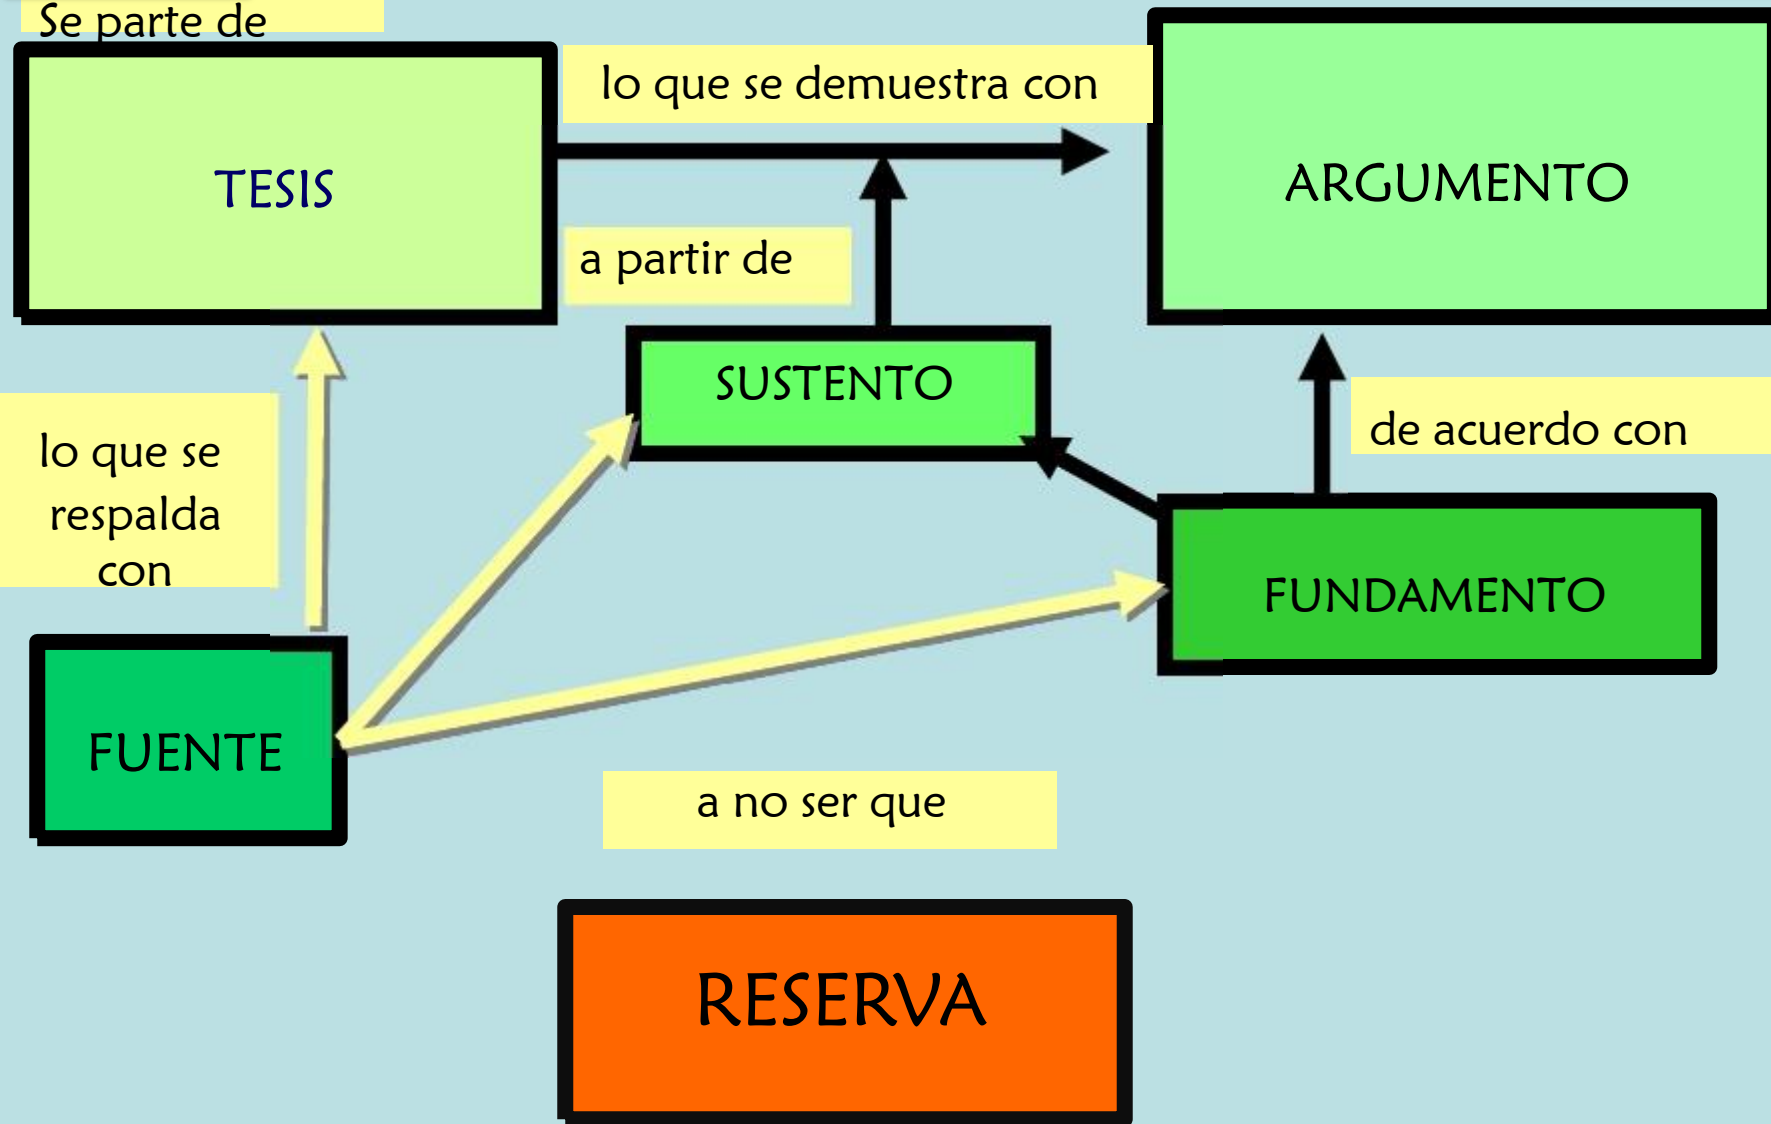 Se parte de
lo que se demuestra con
TESIS
ARGUMENTO
a partir de
SUSTENTO
de acuerdo con
lo que se
respalda
con
FUNDAMENTO
FUENTE
a no ser que
RESERVA